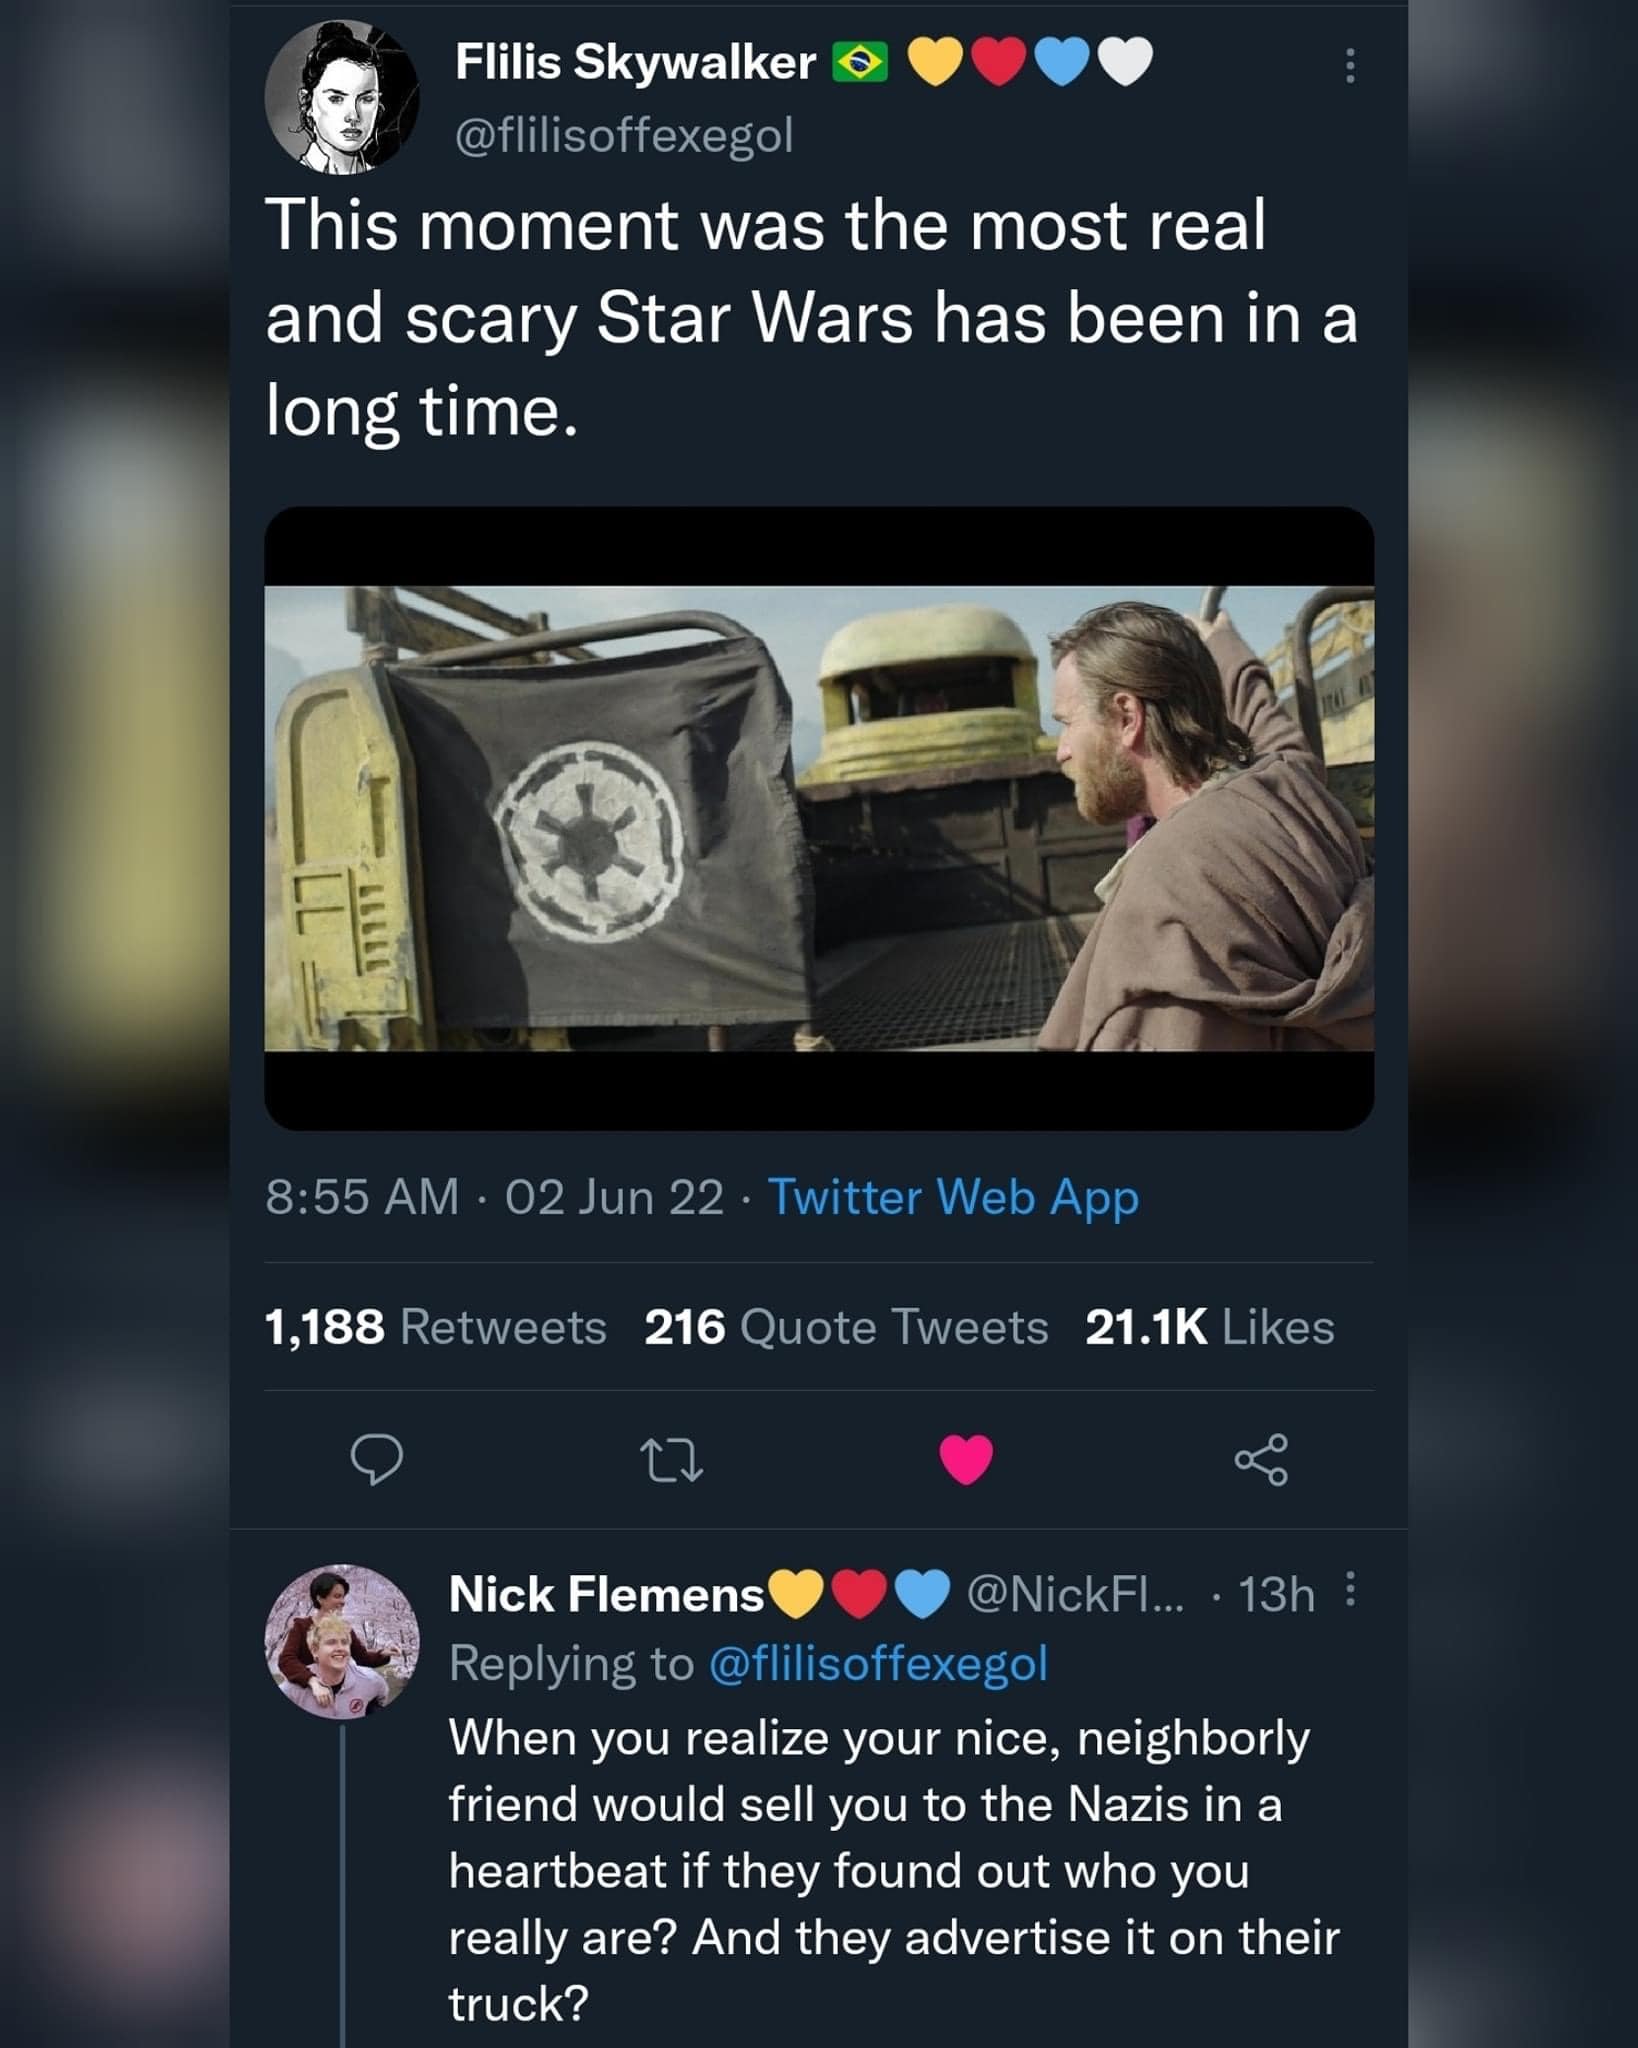 Flilis Skywalker 🇧🇷 💛❤️💙🤍
@flilisoffexegol
This moment was the most real
and scary Star Wars has been in a
long time.
8:55 AM · 02 Jun 22 · Twitter Web App
1,188 Retweets 216 Quote Tweets 21.1K Likes
Nick Flemens💛❤️💙 @NickFl... · 13h
Replying to @flilisoffexegol
When you realize your nice, neighborly
friend would sell you to the Nazis in a
heartbeat if they found out who you
really are? And they advertise it on their
truck?